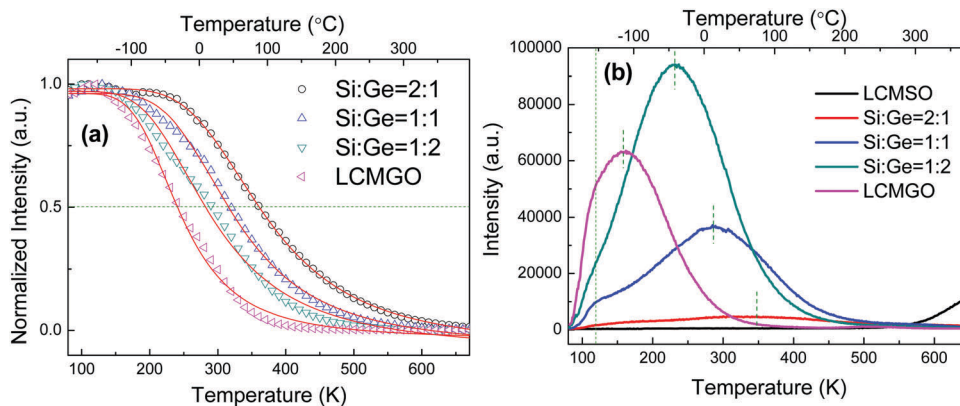 Temperature (°C)
-100 0 100 200 300
1.0
0.5
0.0
Normalized Intensity (a.u.)
(a)
Si:Ge=2:1
Si:Ge=1:1
Si:Ge=1:2
LCMGO
100 200 300 400 500 600
Temperature (K)
Temperature (°C)
-100 0 100 200 300
100000
80000
60000
40000
20000
0
Intensity (a.u.)
(b)
LCMSO
Si:Ge=2:1
Si:Ge=1:1
Si:Ge=1:2
LCMGO
100 200 300 400 500 600
Temperature (K)